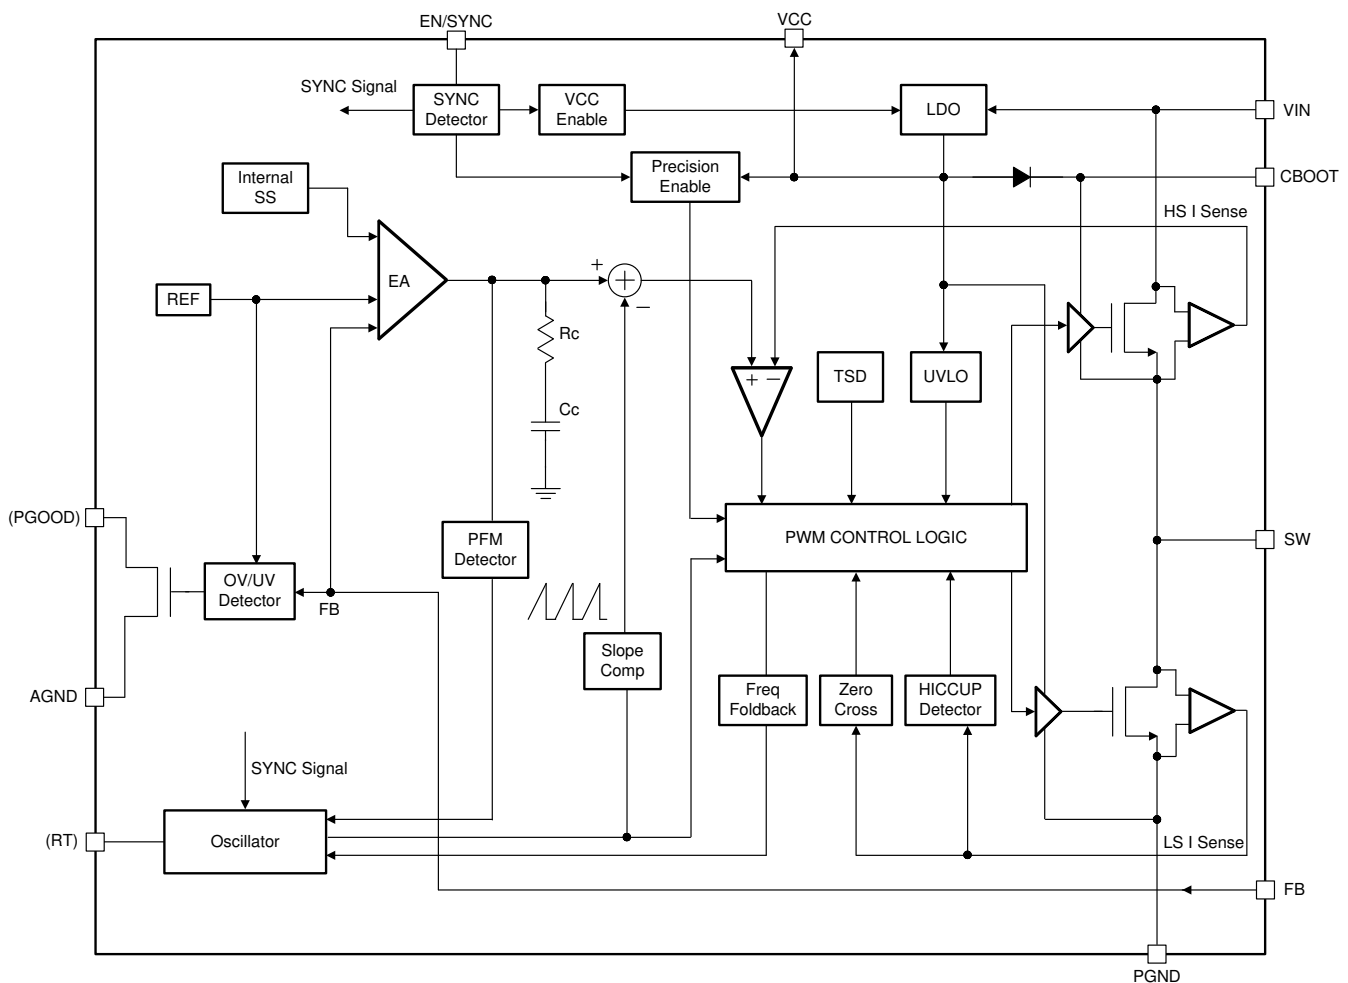 EN/SYNC
VCC
SYNC Signal
SYNC
Detector
VCC
Enable
LDO
VIN
Internal
SS
Precision
Enable
CBOOT
HS I Sense
EA
+
+
−
REF
Rc
+ −
TSD
UVLO
Cc
(PGOOD)
PWM CONTROL LOGIC
SW
PFM
Detector
OV/UV
Detector
FB
Slope
Comp
AGND
Freq
Foldback
Zero
Cross
HICCUP
Detector
SYNC Signal
(RT)
Oscillator
LS I Sense
FB
PGND